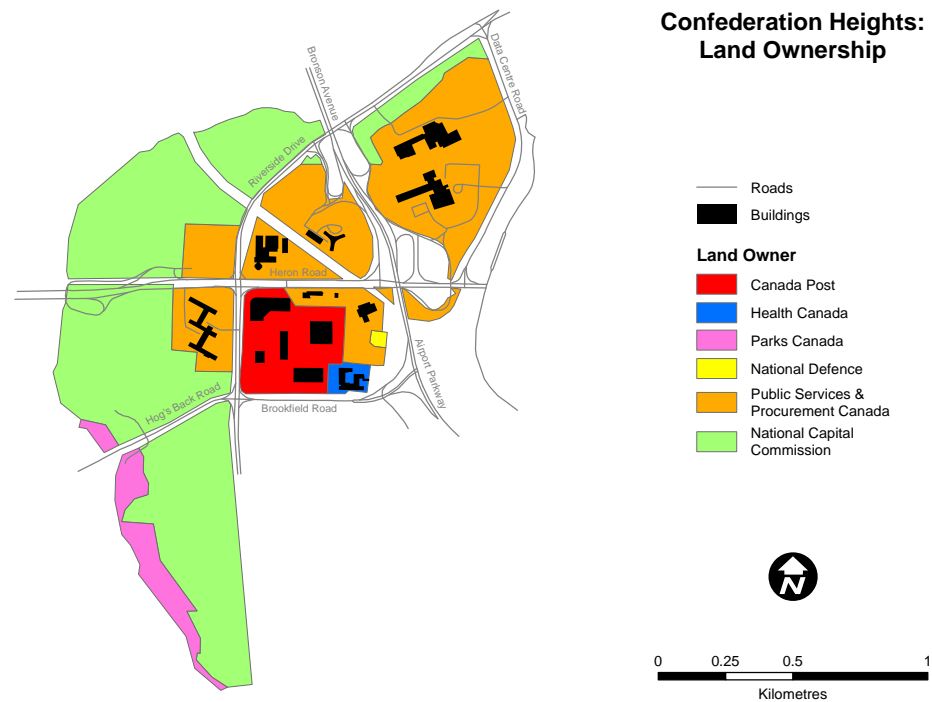 Confederation Heights:
Land Ownership
Data Centre Road
Bronson Avenue
Riverside Drive
Heron Road
Airport Parkway
Hog's Back Road
Brookfield Road
Roads
Buildings
Land Owner
Canada Post
Health Canada
Parks Canada
National Defence
Public Services &
Procurement Canada
National Capital
Commission
N
0 0.25 0.5 1
Kilometres